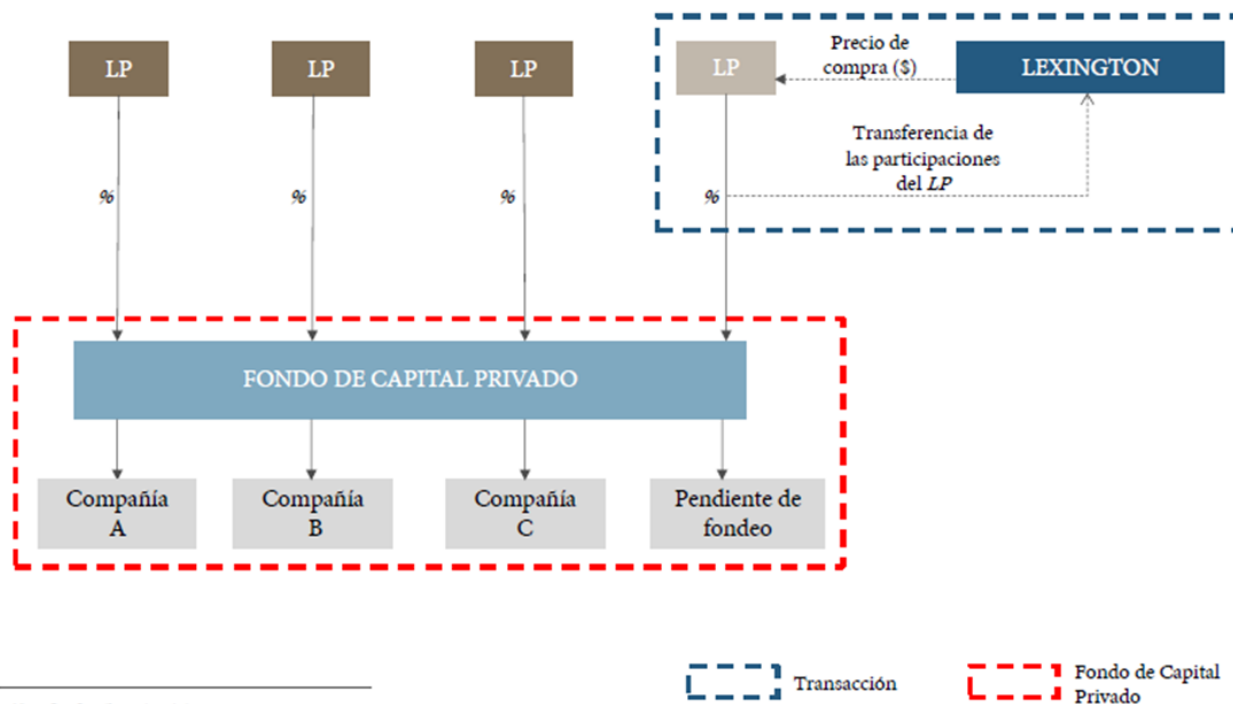 LP
LP
LP
LP
Precio de
compra ($)
LEXINGTON
Transferencia de
las participaciones
del LP
%
%
%
%
FONDO DE CAPITAL PRIVADO
Compañía
A
Compañía
B
Compañía
C
Pendiente de
fondeo
Transacción
Fondo de Capital
Privado